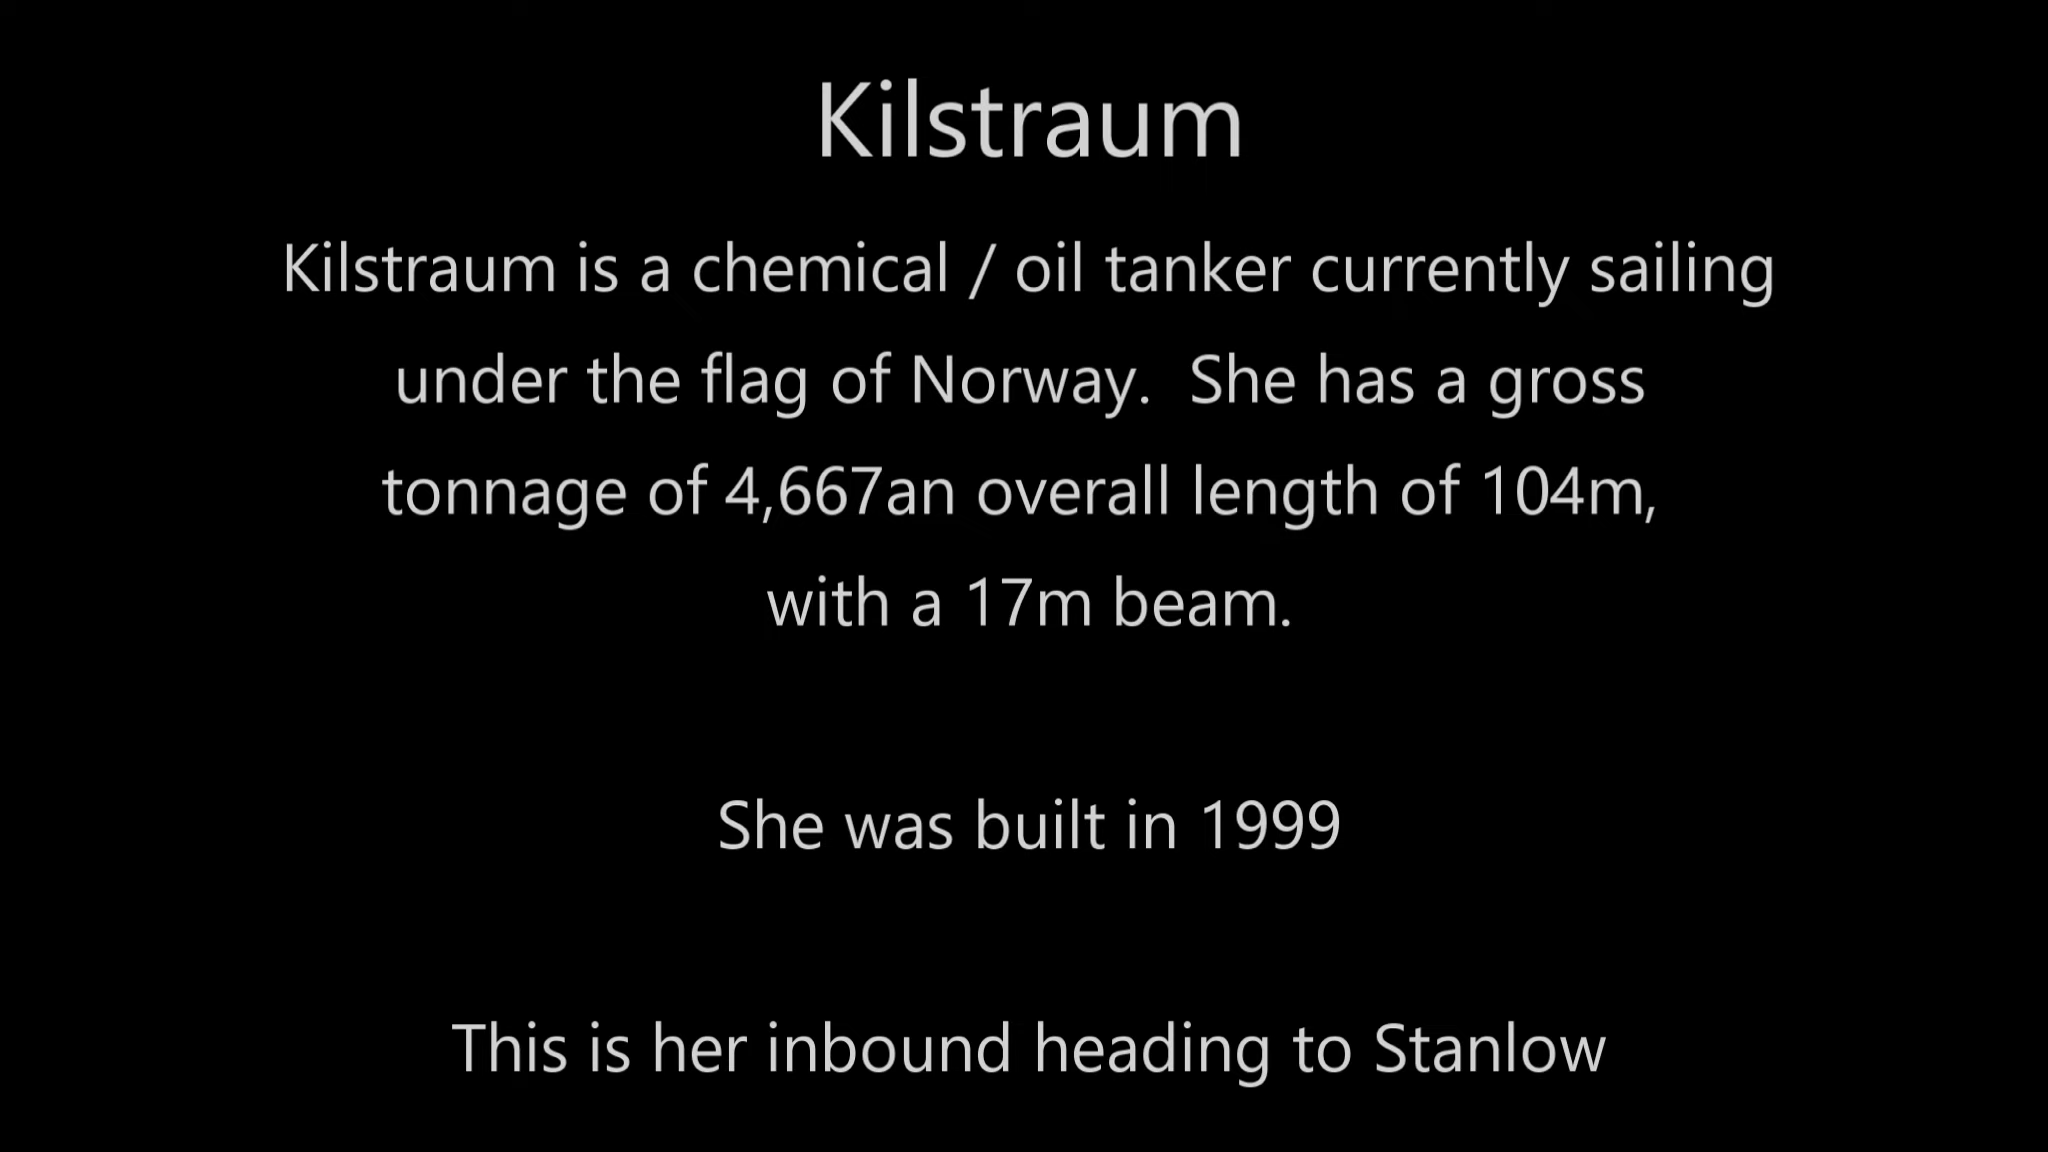 Kilstraum
Kilstraum is a chemical / oil tanker currently sailing
under the flag of Norway.  She has a gross
tonnage of 4,667an overall length of 104m,
with a 17m beam.
She was built in 1999
This is her inbound heading to Stanlow